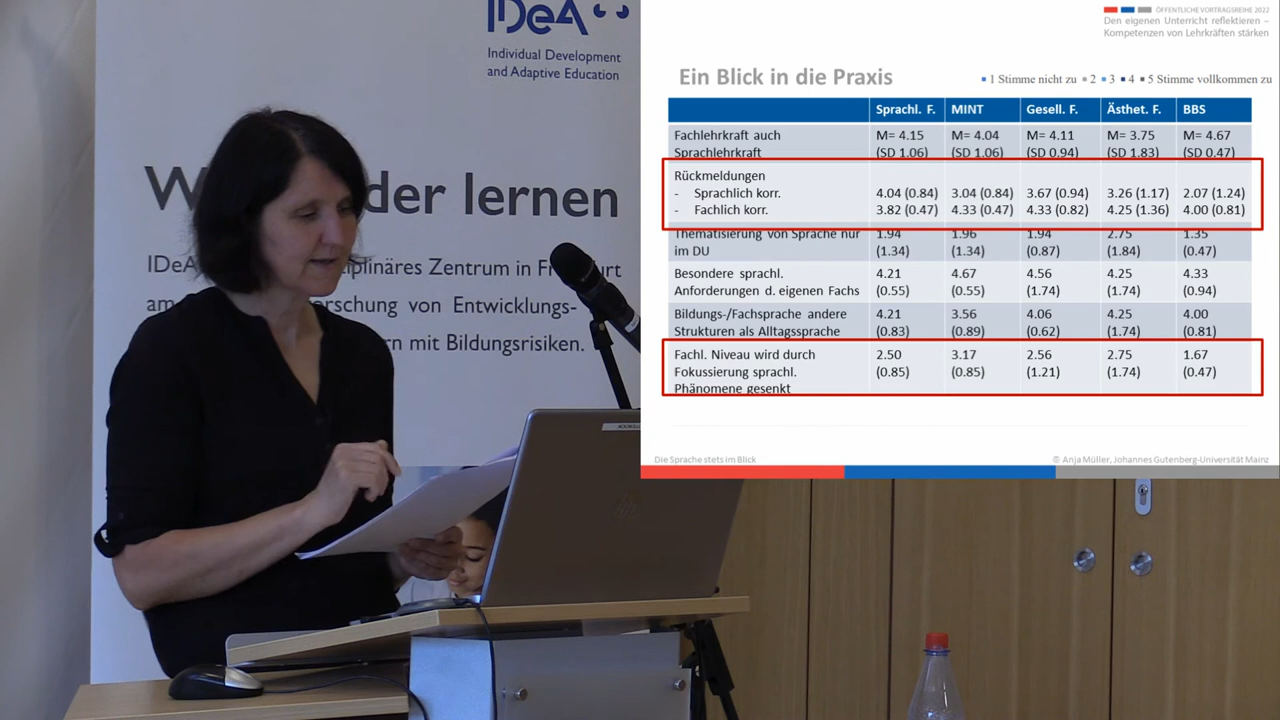 IDeA
Individual Development
and Adaptive Education
der lernen
IDeA
plinäres Zentrum in
am
von Entwicklungs-
mit Bildungsrisiken.
ÖFFENTLICHE VORTRAGSREIHE 2022
Den eigenen Unterricht reflektieren –
Kompetenzen von Lehrkräften stärken
Ein Blick in die Praxis
1 Stimme nicht zu 2 3 4 5 Stimme vollkommen zu
Sprachl. F. MINT Gesell. F. Ästhet. F. BBS
Fachlehrkraft auch M= 4.15 M= 4.04 M= 4.11 M= 3.75 M= 4.67
Sprachlehrkraft (SD 1.06) (SD 1.06) (SD 0.94) (SD 1.83) (SD 0.47)
Rückmeldungen
- Sprachlich korr. 4.04 (0.84) 3.04 (0.84) 3.67 (0.94) 3.26 (1.17) 2.07 (1.24)
- Fachlich korr. 3.82 (0.47) 4.33 (0.47) 4.33 (0.82) 4.25 (1.36) 4.00 (0.81)
Thematisierung von Sprache nur 1.94 1.96 1.94 2.75 1.35
im DU (1.34) (1.34) (0.87) (1.84) (0.47)
Besondere sprachl. 4.21 4.67 4.56 4.25 4.33
Anforderungen d. eigenen Fachs (0.55) (0.55) (1.74) (1.74) (0.94)
Bildungs-/Fachsprache andere 4.21 3.56 4.06 4.25 4.00
Strukturen als Alltagssprache (0.83) (0.89) (0.62) (1.74) (0.81)
Fachl. Niveau wird durch 2.50 3.17 2.56 2.75 1.67
Fokussierung sprachl. (0.85) (0.85) (1.21) (1.74) (0.47)
Phänomene gesenkt
Die Sprache stets im Blick © Anja Müller, Johannes Gutenberg-Universität Mainz